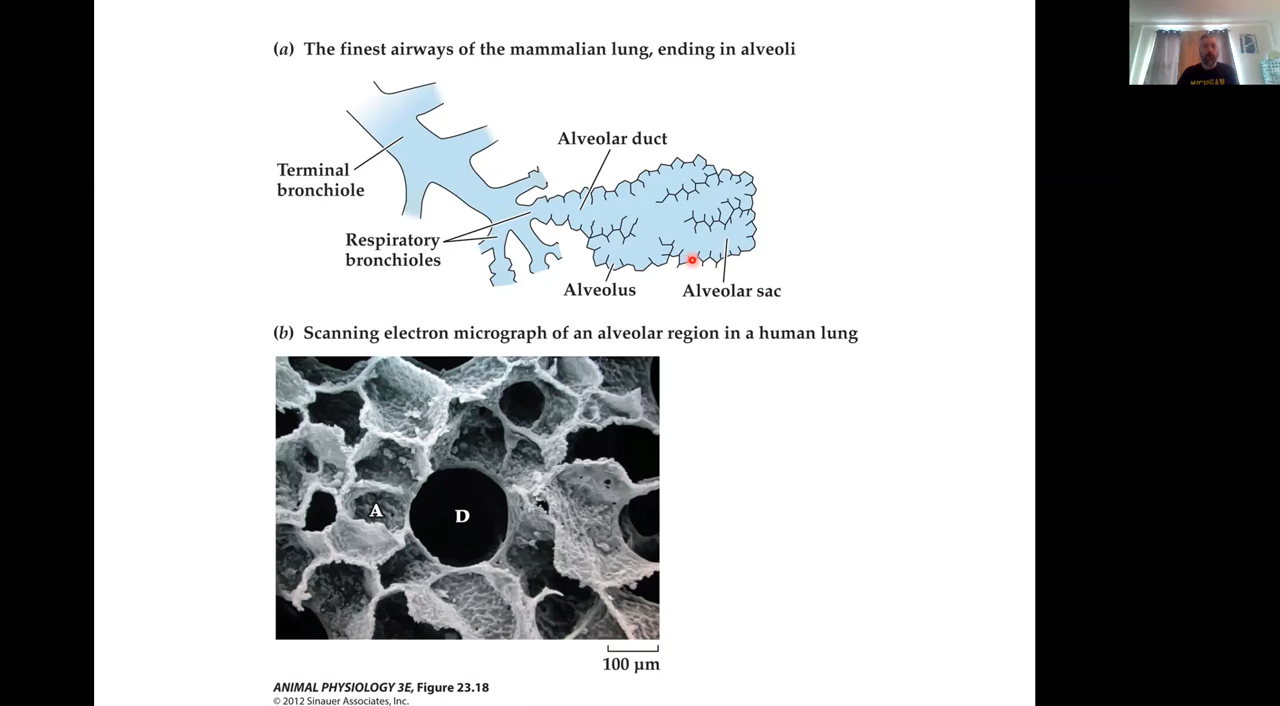 (a) The finest airways of the mammalian lung, ending in alveoli
Alveolar duct
Terminal
bronchiole
Respiratory
bronchioles
Alveolus
Alveolar sac
(b) Scanning electron micrograph of an alveolar region in a human lung
A
D
100 µm
ANIMAL PHYSIOLOGY 3E, Figure 23.18
© 2012 Sinauer Associates, Inc.
MICHIGAN